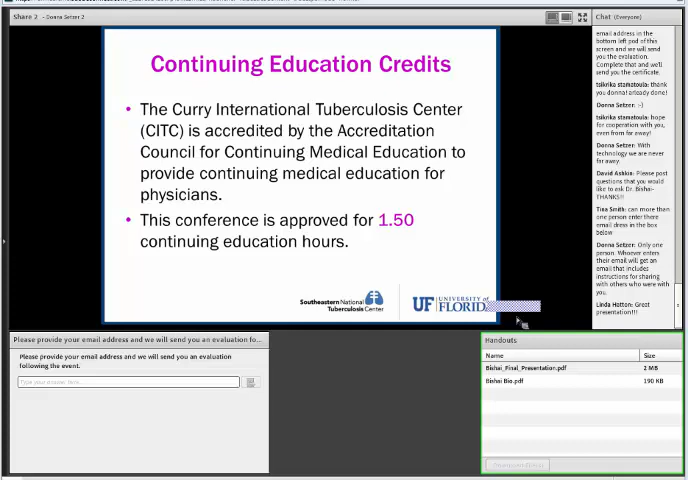 Share 2 - Donna Setzer 2
Continuing Education Credits
• The Curry International Tuberculosis Center
(CITC) is accredited by the Accreditation
Council for Continuing Medical Education to
provide continuing medical education for
physicians.
• This conference is approved for 1.50
continuing education hours.
Southeastern National
Tuberculosis Center
UF UNIVERSITY of
FLORIDA
Chat (Everyone)
email address in the
bottom left pod of this
screen and we will send
you the evaluation.
Complete that and we'll
send you the certificate.
tsikrika stamatoula: thank
you donna! already done!
Donna Setzer: :-)
tsikrika stamatoula: hope
for cooperation with you,
even from far away!
Donna Setzer: With
technology we are never
far away.
David Ashkin: Please post
questions that you would
like to ask Dr. Bishai-
THANKS!!
Tina Smith: can more than
one person enter there
email dress in the box
below
Donna Setzer: Only one
person. Whoever enters
their email will get an
email that includes
instructions for sharing
with others who were with
you.
Linda Hatton: Great
presentation!!!
Please provide your email address and we will send you an evaluation fo...
Please provide your email address and we will send you an evaluation
following the event.
Type your answer here...
Handouts
Name Size
Bishai_Final_Presentation.pdf 2 MB
Bishai Bio.pdf 190 KB